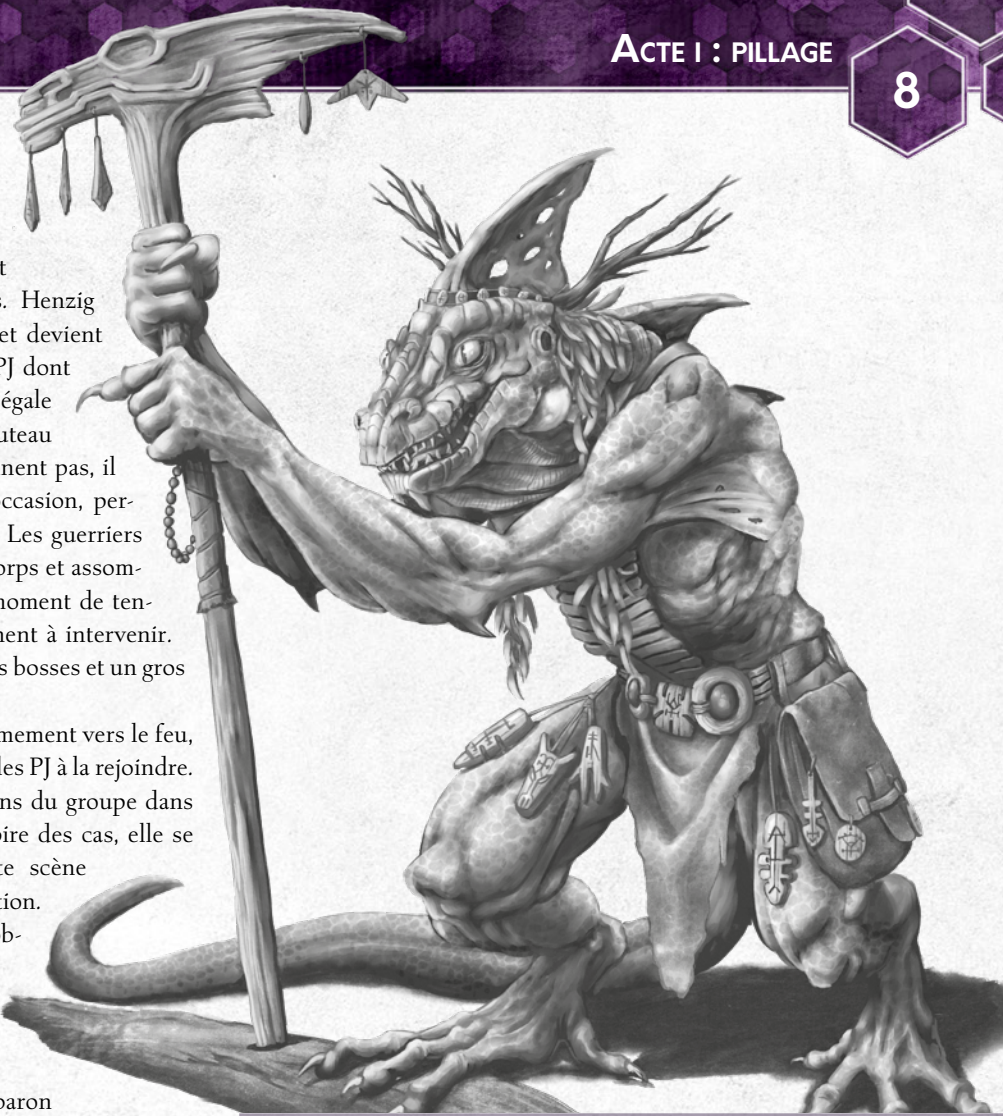 Acte I : pillage
8
t
s. Henzig
et devient
PJ dont
égale
uteau
nent pas, il
occasion, per-
Les guerriers
orps et assom-
moment de ten-
ment à intervenir.
s bosses et un gros
mement vers le feu,
les PJ à la rejoindre.
ns du groupe dans
oire des cas, elle se
te scène
tion.
ob-
baron